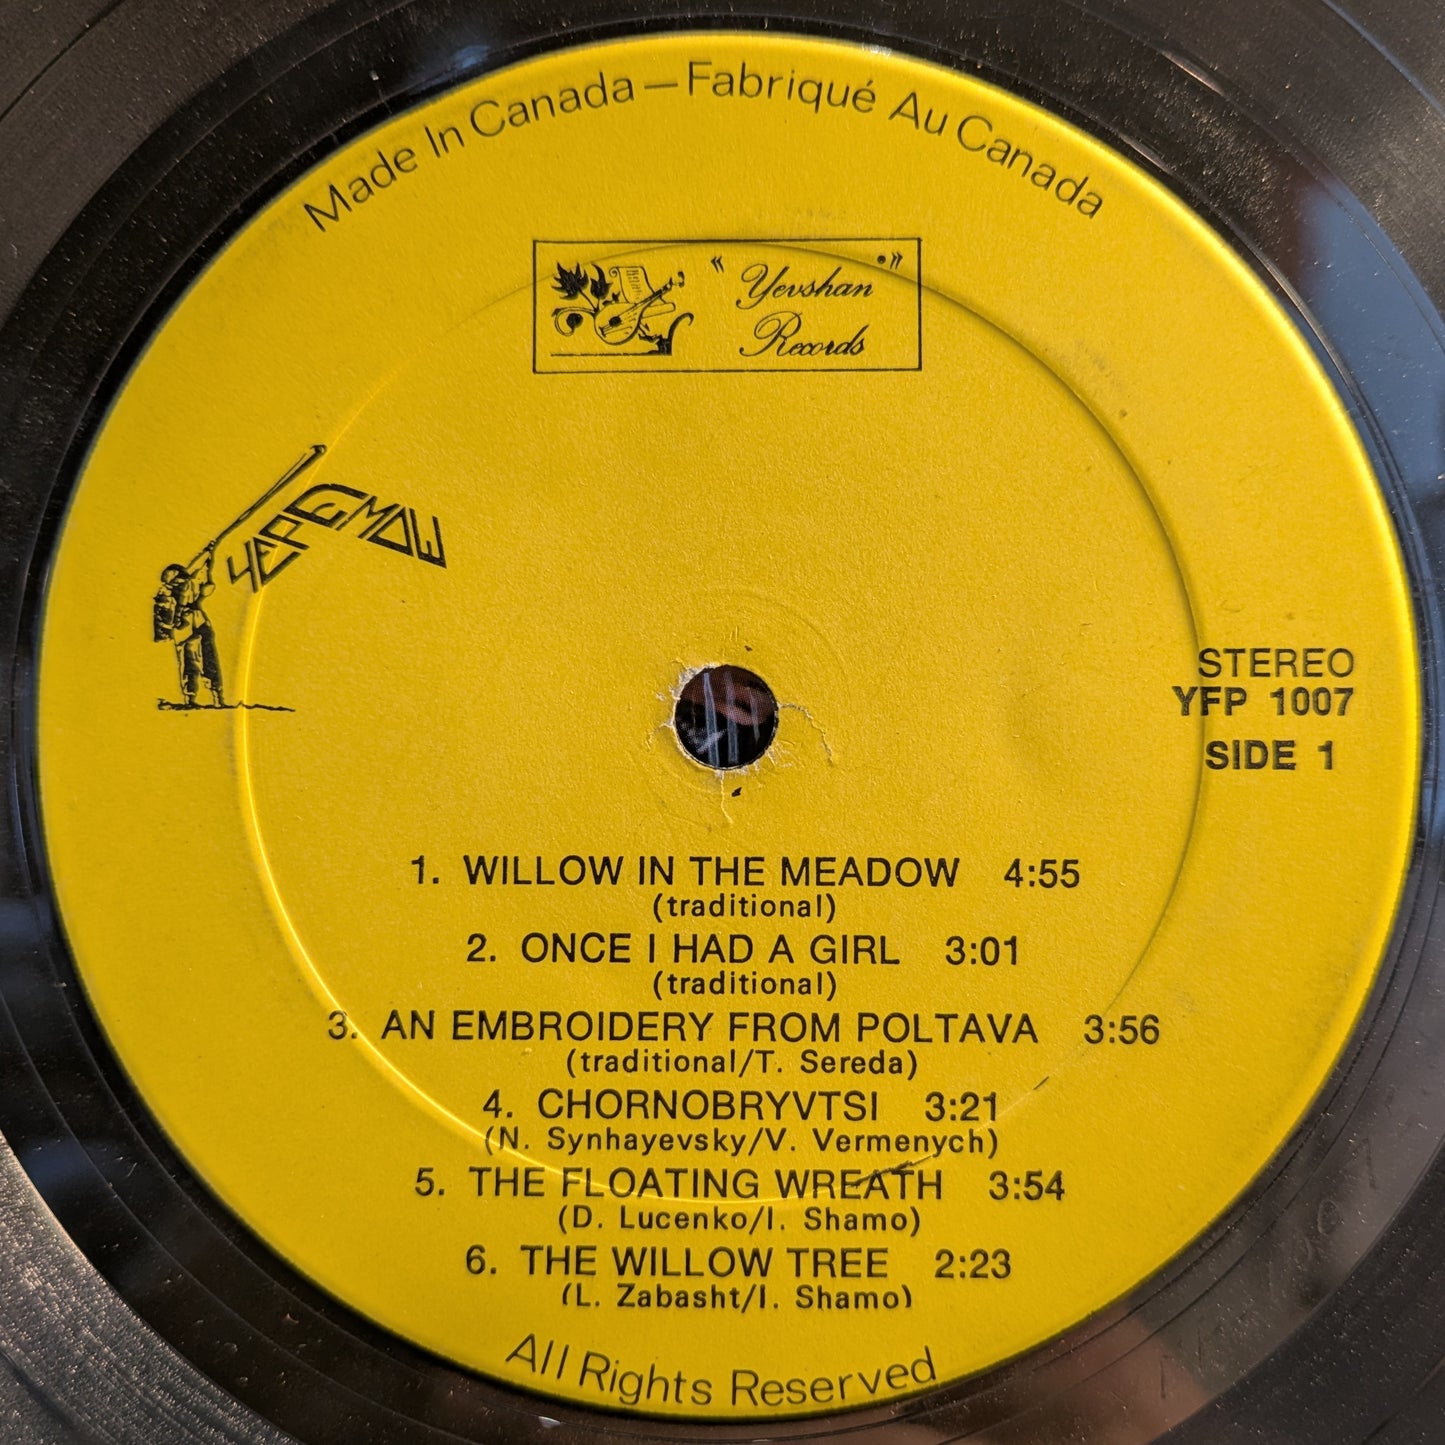 Made In Canada — Fabriqué Au Canada
" Yevshan "
Records
ЧЕРЕМОШ
STEREO
YFP 1007
SIDE 1
1. WILLOW IN THE MEADOW 4:55
(traditional)
2. ONCE I HAD A GIRL 3:01
(traditional)
3. AN EMBROIDERY FROM POLTAVA 3:56
(traditional/T. Sereda)
4. CHORNOBRYVTSI 3:21
(N. Synhayevsky/V. Vermenych)
5. THE FLOATING WREATH 3:54
(D. Lucenko/I. Shamo)
6. THE WILLOW TREE 2:23
(L. Zabasht/I. Shamo)
All Rights Reserved